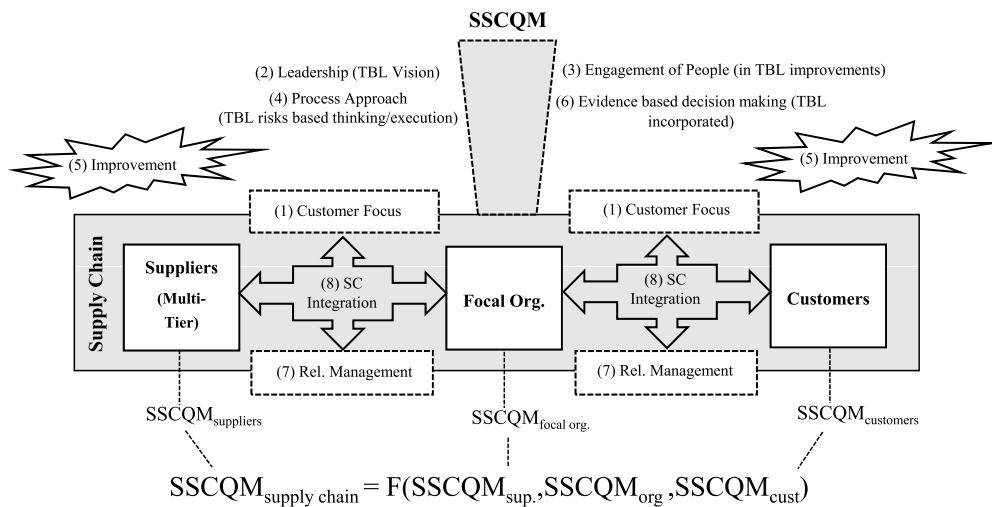 SSCQM
(2) Leadership (TBL Vision)
(4) Process Approach
(TBL risks based thinking/execution)
(3) Engagement of People (in TBL improvements)
(6) Evidence based decision making (TBL
incorporated)
(5) Improvement
(5) Improvement
(1) Customer Focus
(1) Customer Focus
Supply Chain
Suppliers
(Multi-
Tier)
(8) SC
Integration
Focal Org.
(8) SC
Integration
Customers
(7) Rel. Management
(7) Rel. Management
SSCQMsuppliers
SSCQMfocal org.
SSCQMcustomers
SSCQMsupply chain = F(SSCQMsup.,SSCQMorg ,SSCQMcust)